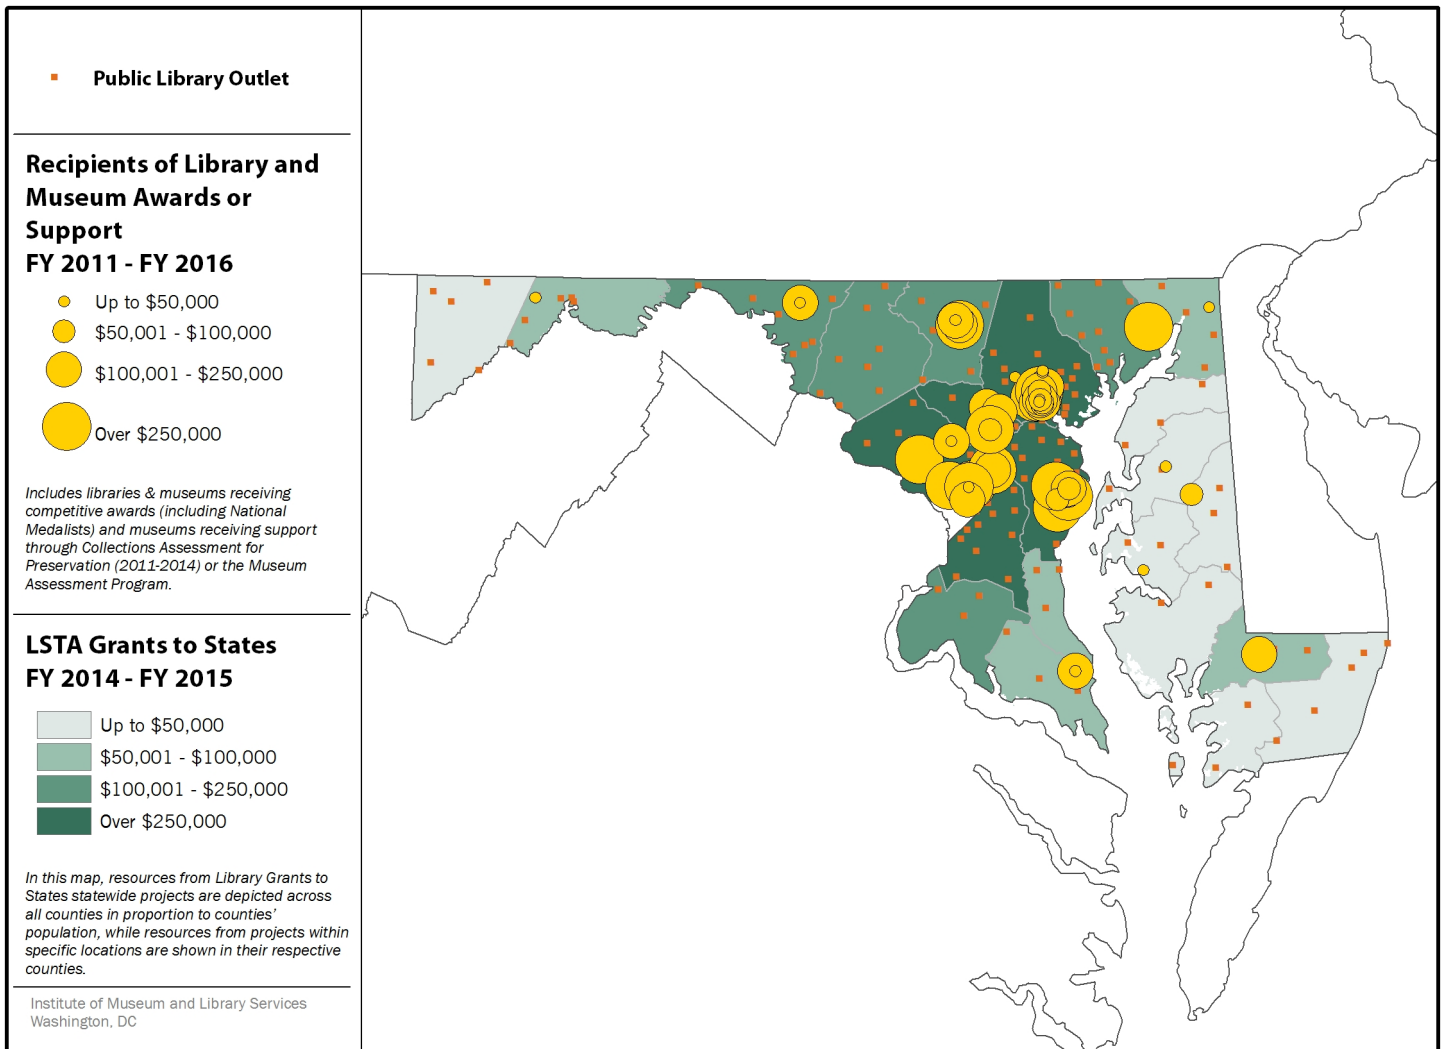 Public Library Outlet
Recipients of Library and
Museum Awards or
Support
FY 2011 - FY 2016
Up to $50,000
$50,001 - $100,000
$100,001 - $250,000
Over $250,000
Includes libraries & museums receiving
competitive awards (including National
Medalists) and museums receiving support
through Collections Assessment for
Preservation (2011-2014) or the Museum
Assessment Program.
LSTA Grants to States
FY 2014 - FY 2015
Up to $50,000
$50,001 - $100,000
$100,001 - $250,000
Over $250,000
In this map, resources from Library Grants to
States statewide projects are depicted across
all counties in proportion to counties’
population, while resources from projects within
specific locations are shown in their respective
counties.
Institute of Museum and Library Services
Washington, DC